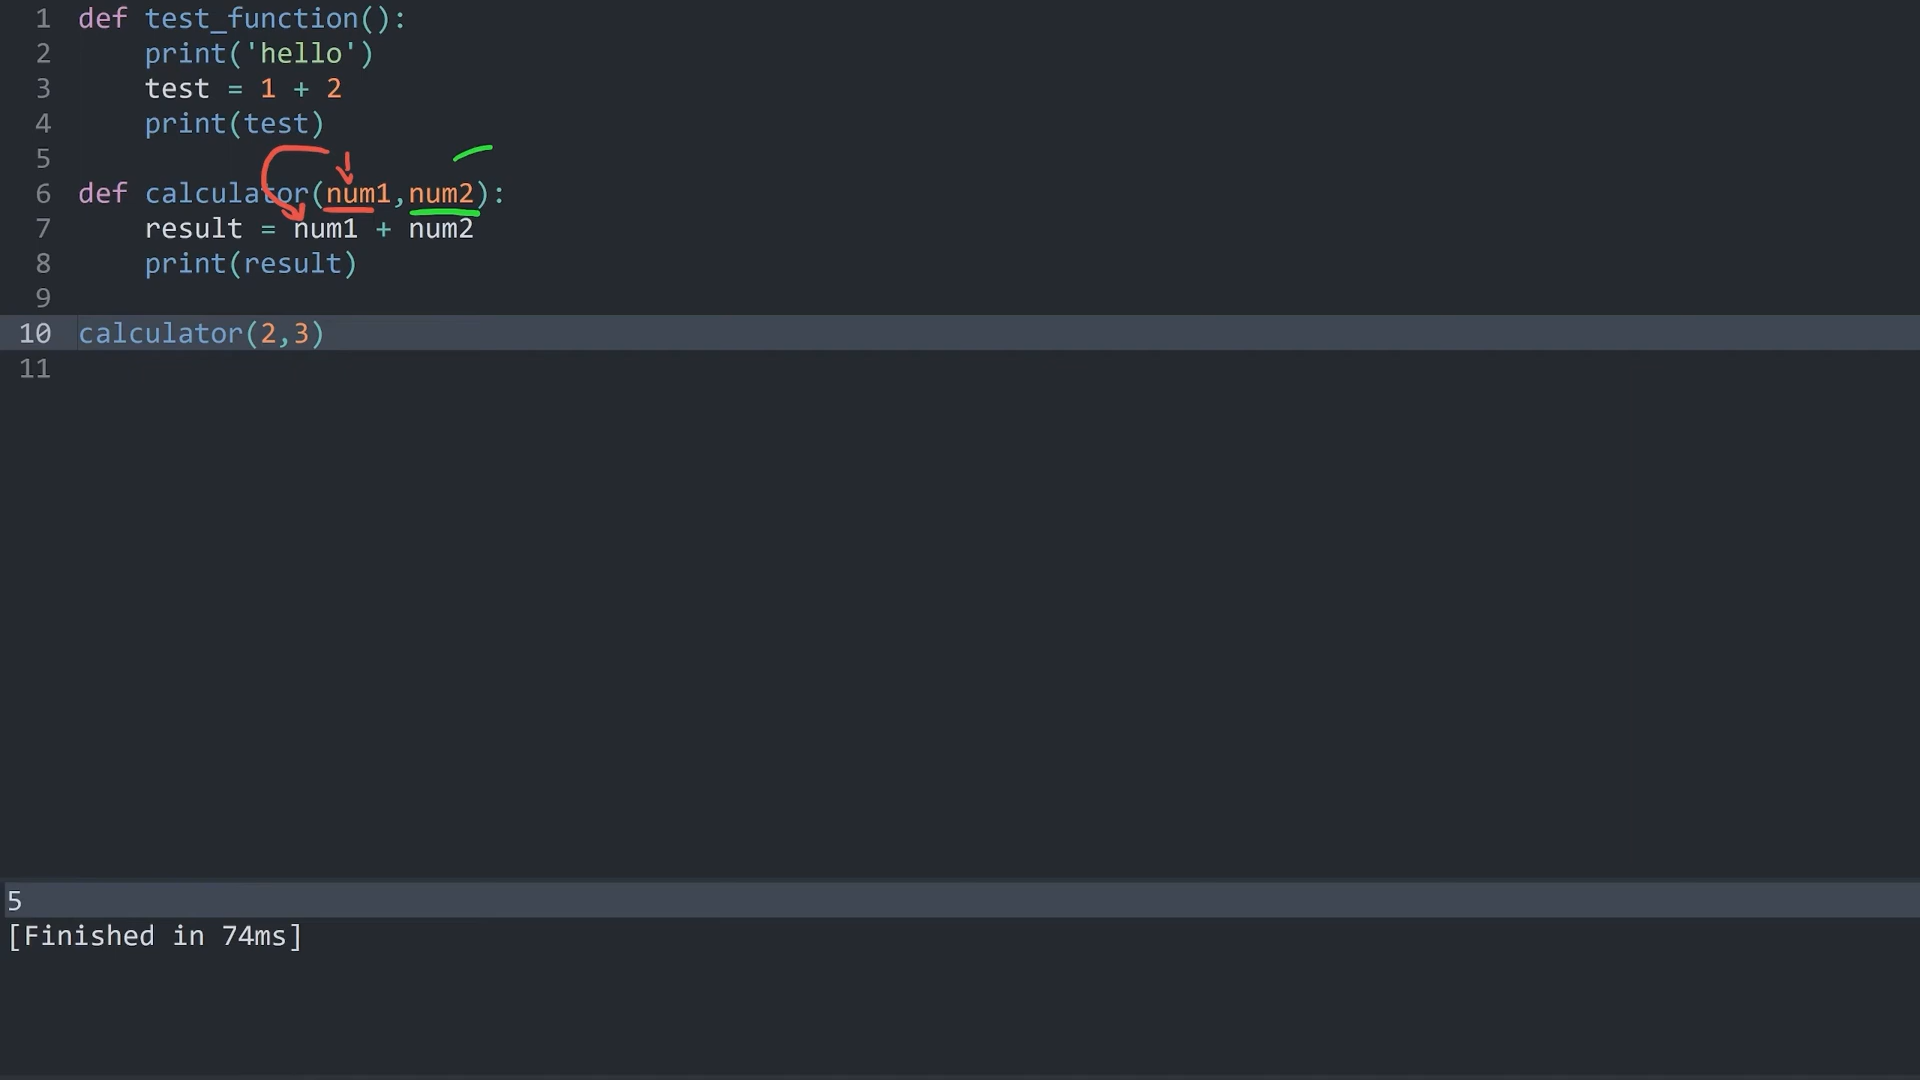 1 def test_function():
2     print('hello')
3     test = 1 + 2
4     print(test)
5
6 def calculator(num1,num2):
7     result = num1 + num2
8     print(result)
9
10 calculator(2,3)
11
5
[Finished in 74ms]